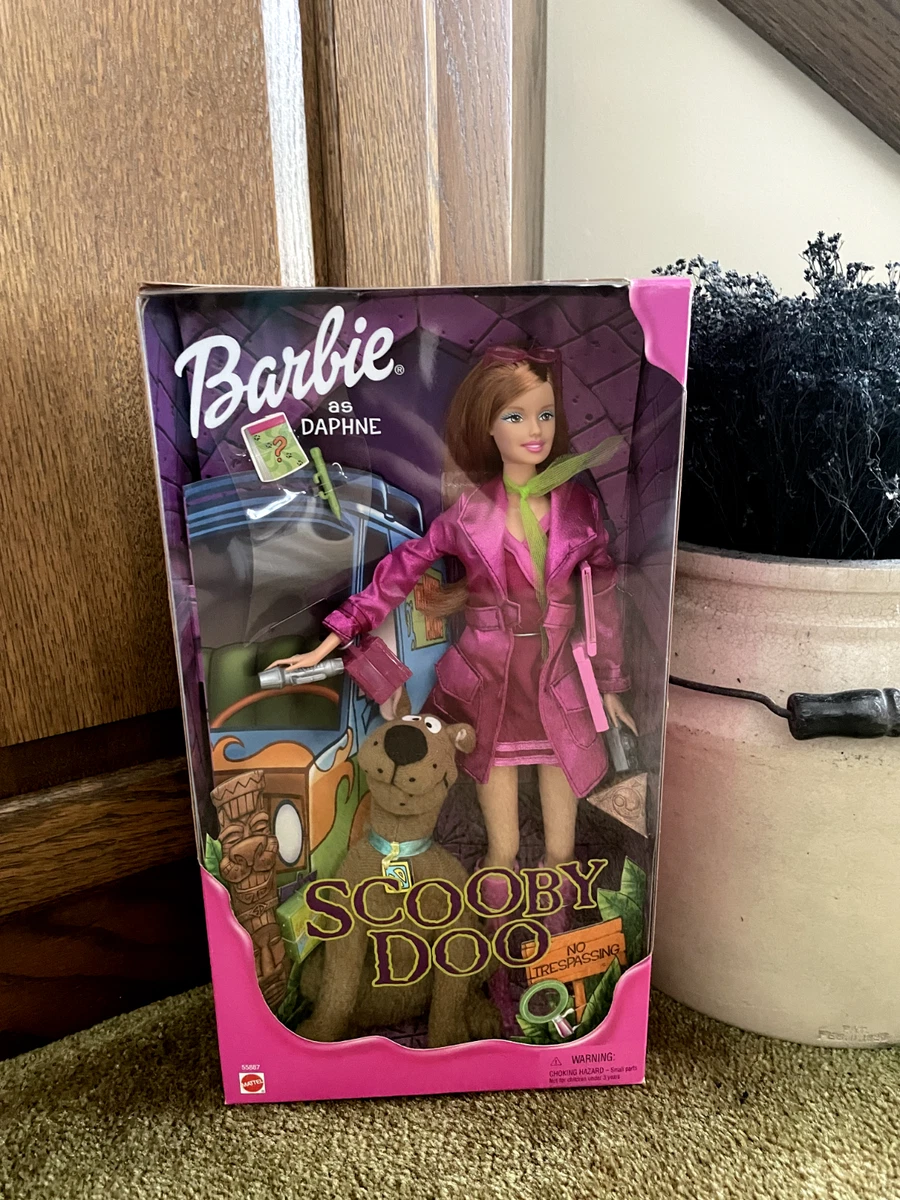 Barbie®
as
DAPHNE
?
SCOOBY
DOO
NO
TRESPASSING
55887
MATTEL
WARNING:
CHOKING HAZARD – Small parts
Not for children under 3 years